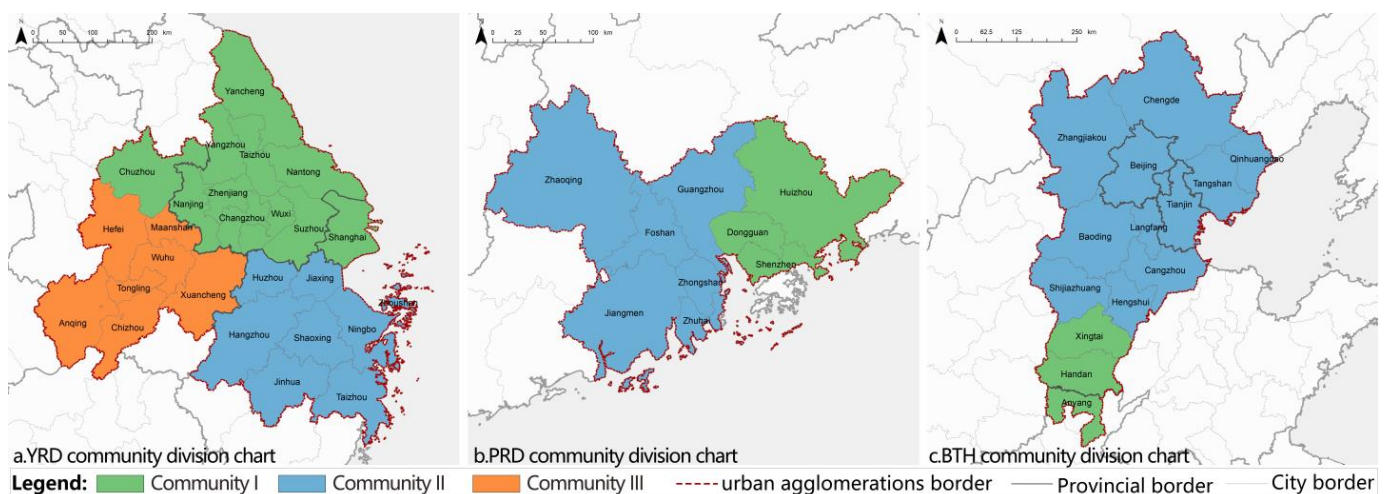 N
0 50 100 200 km
Yancheng
Yangzhou
Taizhou
Chuzhou
Nantong
Zhenjiang
Nanjing
Changzhou
Wuxi
Suzhou
Shanghai
Hefei
Maanshan
Wuhu
Tongling
Xuancheng
Anqing
Chizhou
Huzhou
Jiaxing
Zhoushan
Hangzhou
Shaoxing
Ningbo
Jinhua
Taizhou
a.YRD community division chart
N
0 50 100 km
Zhaoqing
Guangzhou
Huizhou
Foshan
Dongguan
Shenzhen
Zhongshan
Jiangmen
Zhuhai
b.PRD community division chart
N
0 62.5 125 250 km
Chengde
Zhangjiakou
Beijing
Qinhuangdao
Tangshan
Tianjin
Langfang
Baoding
Cangzhou
Shijiazhuang
Hengshui
Xingtai
Handan
Anyang
c.BTH community division chart
Legend: Community I Community II Community III urban agglomerations border Provincial border City border